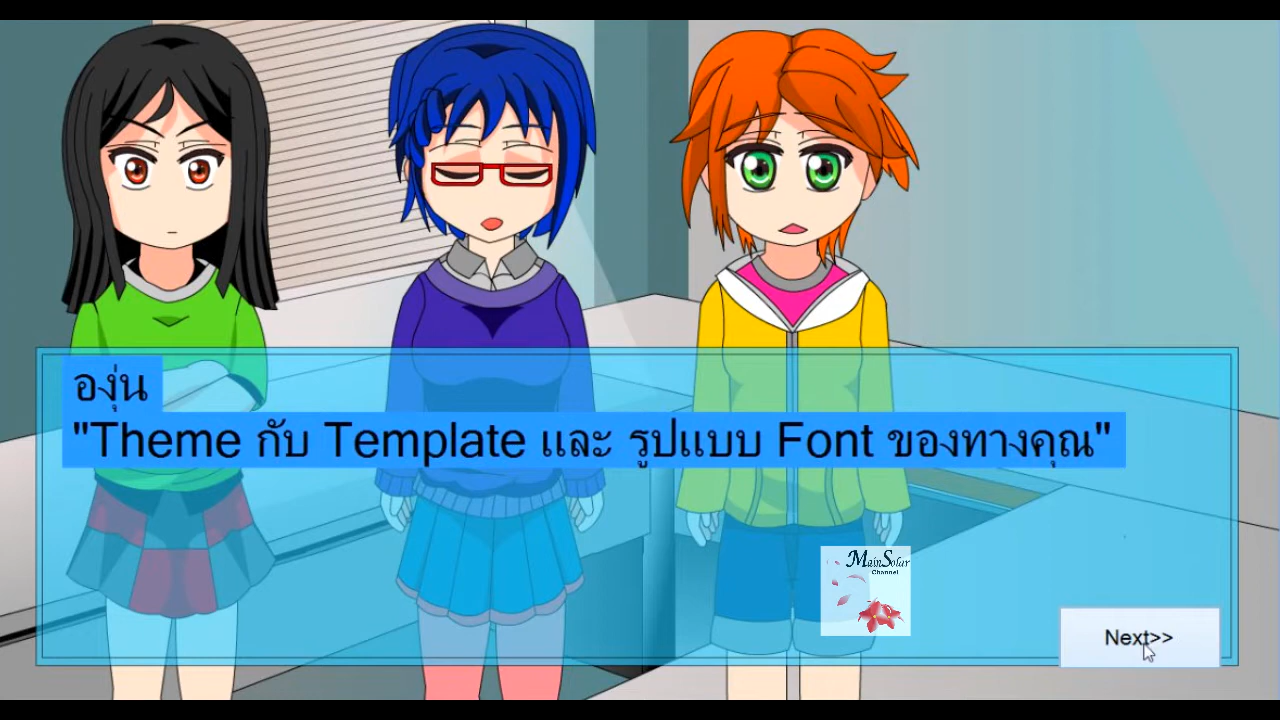 องุ่น
"Theme กับ Template และ รูปแบบ Font ของทางคุณ"
MainSolar
Channel
Next>>